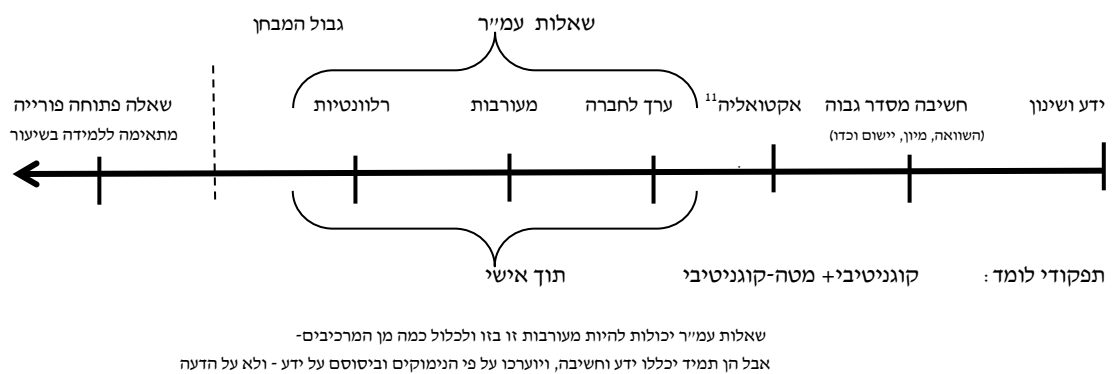 שאלות עמ״ר
גבול המבחן
ידע ושינון
חשיבה מסדר גבוה
(השוואה, מיון, יישום וכדו)
אקטואליה11
ערך לחברה
מעורבות
רלוונטיות
שאלה פתוחה פורייה
מתאימה ללמידה בשיעור
תפקודי לומד: קוגניטיבי+ מטה-קוגניטיבי תוך אישי
שאלות עמ״ר יכולות להיות מעורבות זו בזו ולכלול כמה מן המרכיבים-
אבל הן תמיד יכללו ידע וחשיבה, ויוערכו על פי הנימוקים וביסוסם על ידע - ולא על הדעה